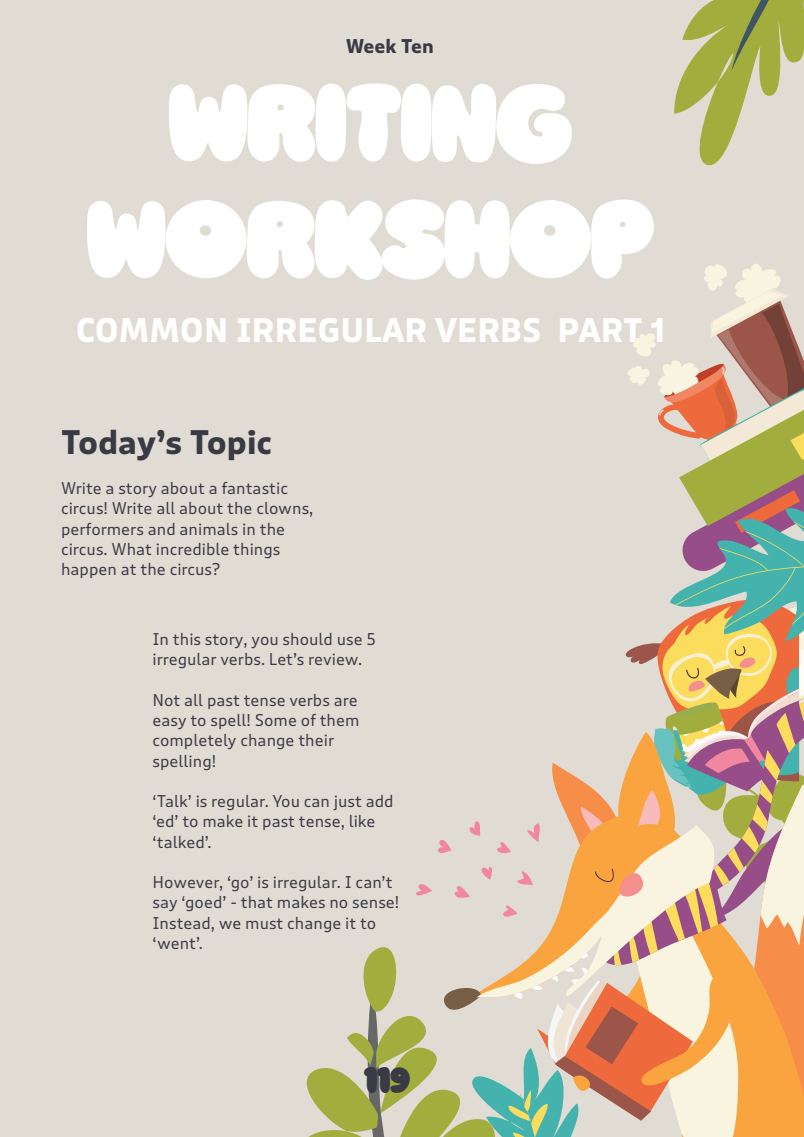 Week Ten
WRITING
WORKSHOP
COMMON IRREGULAR VERBS PART 1
Today's Topic
Write a story about a fantastic
circus! Write all about the clowns,
performers and animals in the
circus. What incredible things
happen at the circus?
In this story, you should use 5
irregular verbs. Let's review.
Not all past tense verbs are
easy to spell! Some of them
completely change their
spelling!
‘Talk’ is regular. You can just add
‘ed’ to make it past tense, like
‘talked’.
However, ‘go’ is irregular. I can’t
say ‘goed’ - that makes no sense!
Instead, we must change it to
‘went’.
119